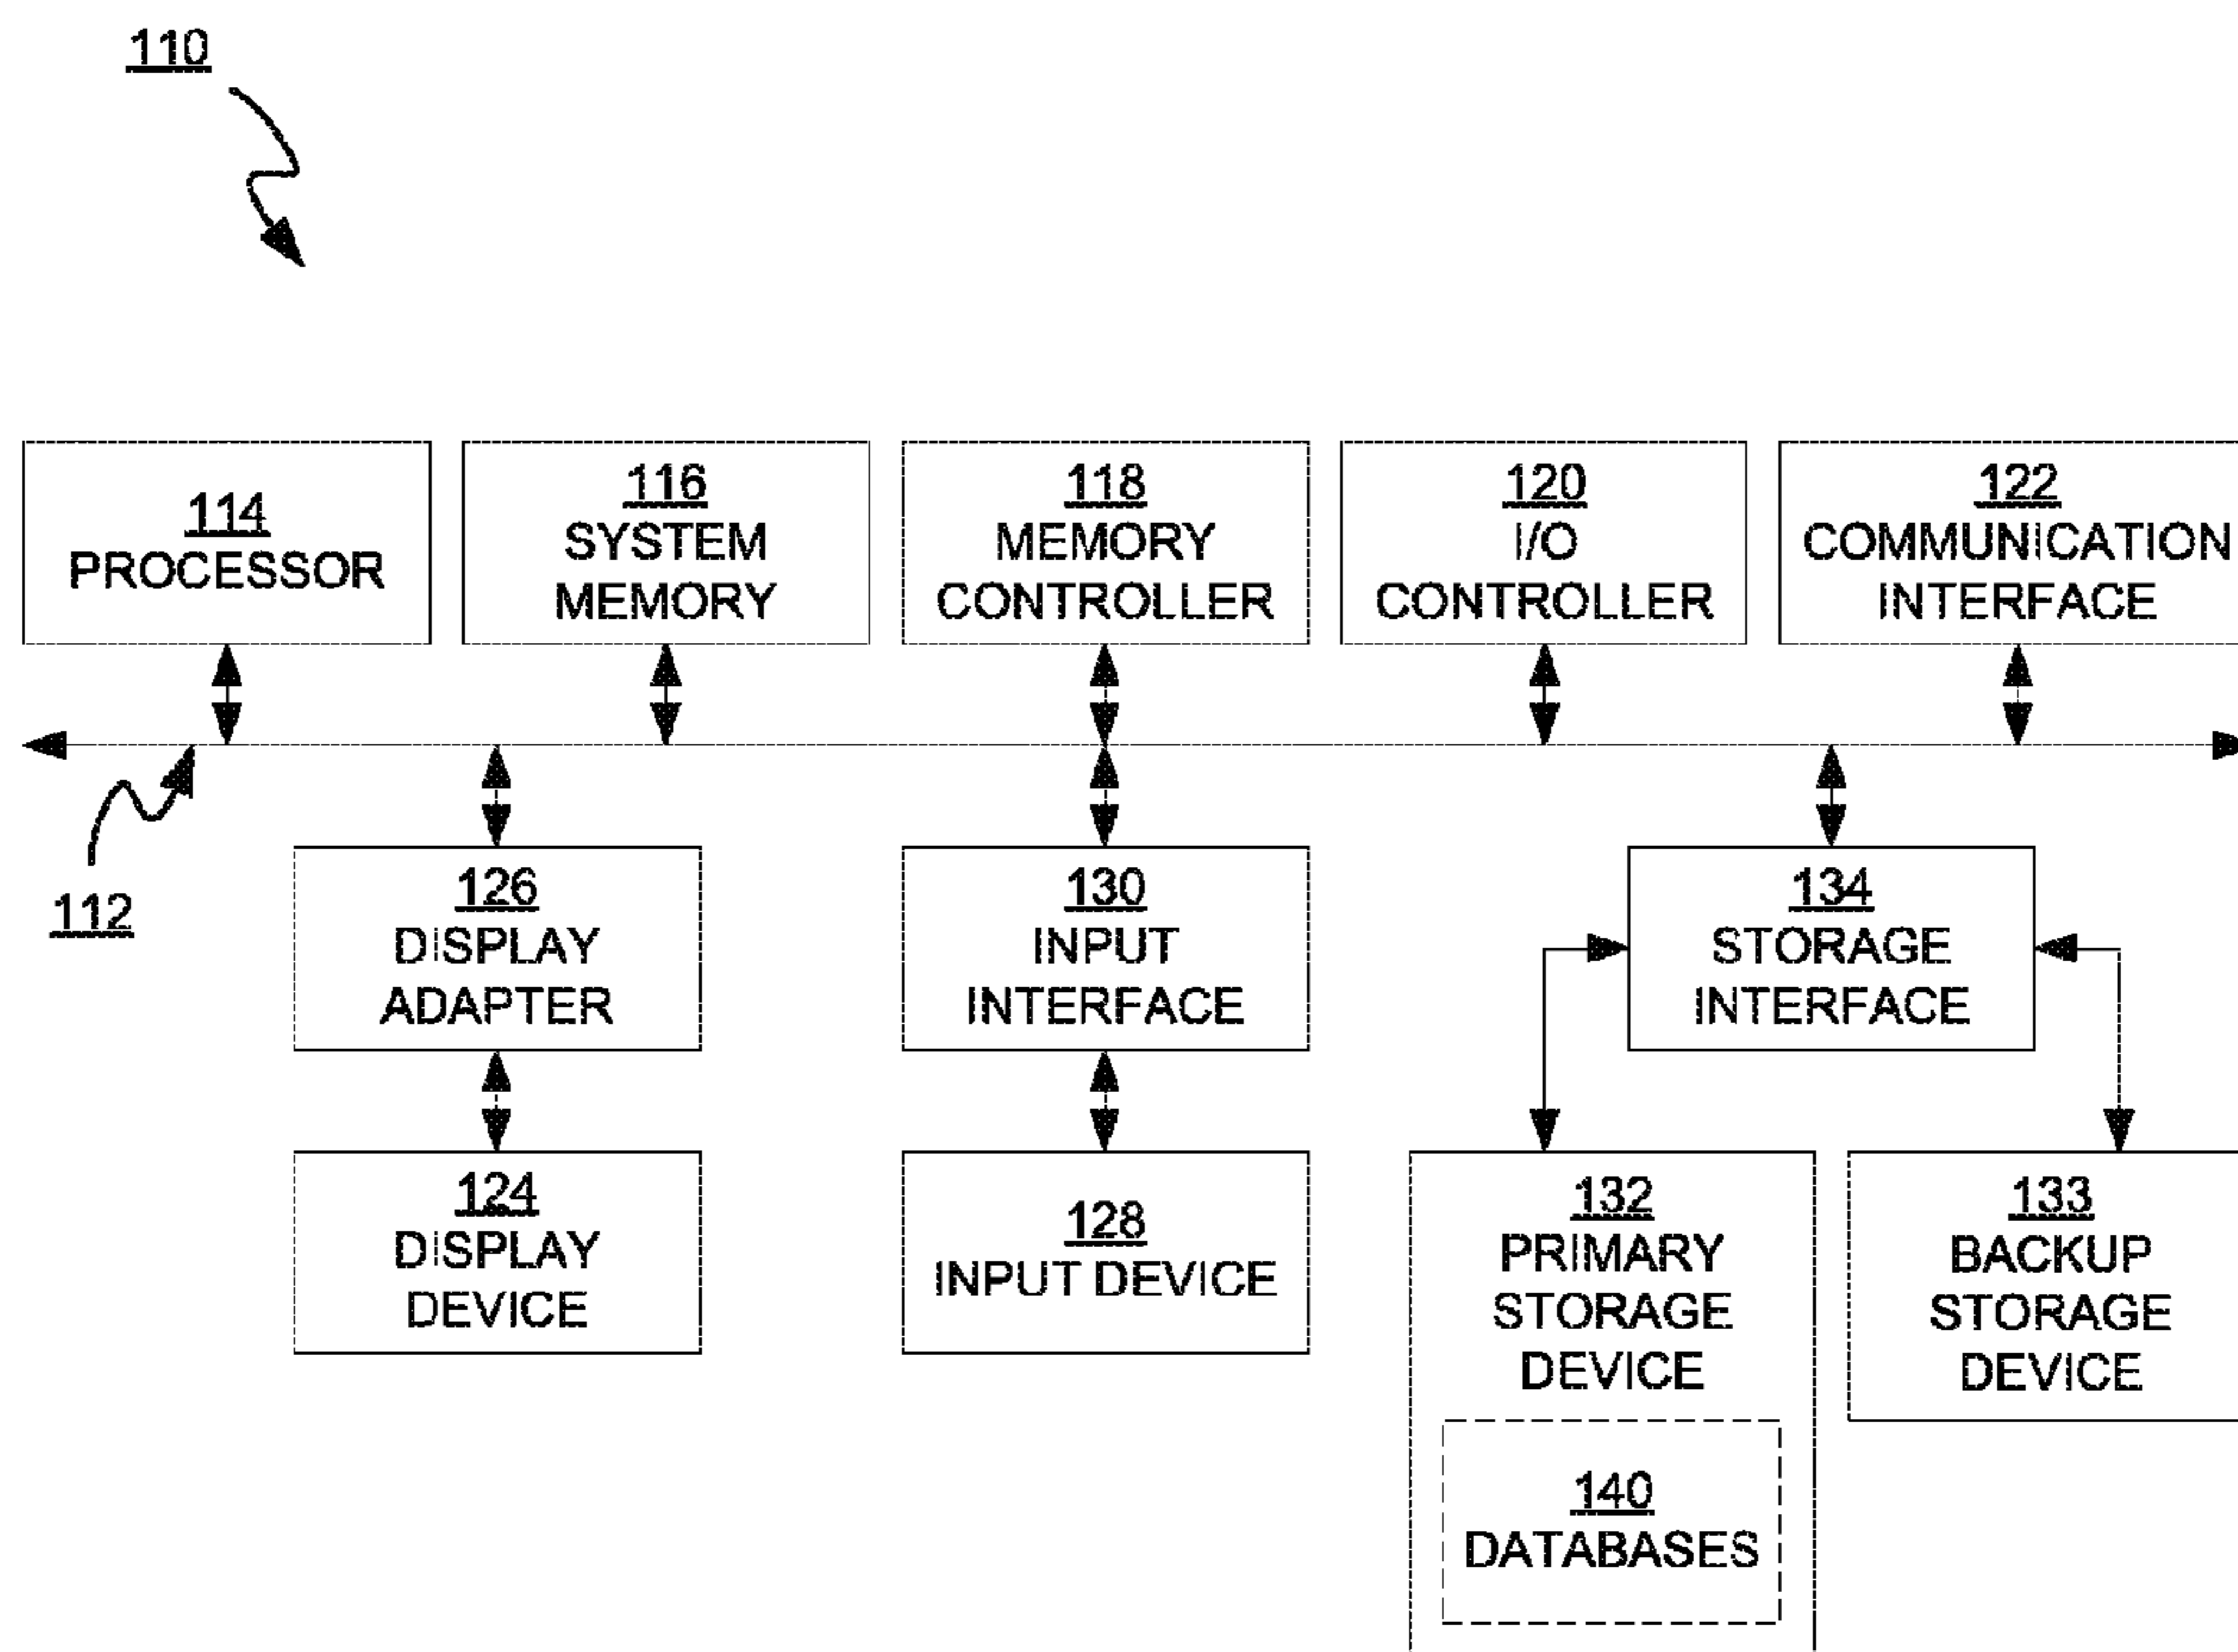 110
114
PROCESSOR
116
SYSTEM
MEMORY
118
MEMORY
CONTROLLER
120
I/O
CONTROLLER
122
COMMUNICATION
INTERFACE
112
126
DISPLAY
ADAPTER
130
INPUT
INTERFACE
134
STORAGE
INTERFACE
124
DISPLAY
DEVICE
128
INPUT DEVICE
132
PRIMARY
STORAGE
DEVICE
133
BACKUP
STORAGE
DEVICE
140
DATABASES